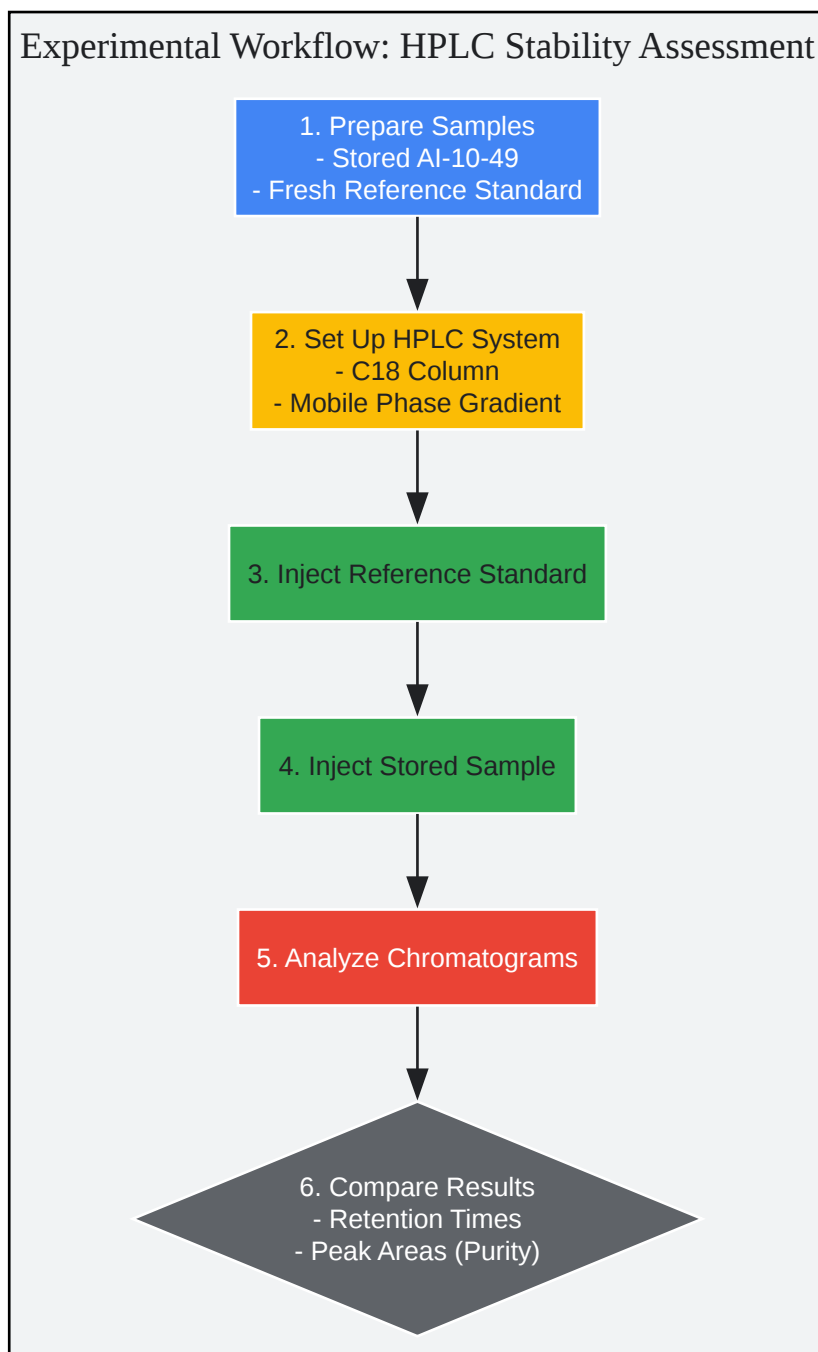 Experimental Workflow: HPLC Stability Assessment
1. Prepare Samples
- Stored AI-10-49
- Fresh Reference Standard
2. Set Up HPLC System
- C18 Column
- Mobile Phase Gradient
3. Inject Reference Standard
4. Inject Stored Sample
5. Analyze Chromatograms
6. Compare Results
- Retention Times
- Peak Areas (Purity)